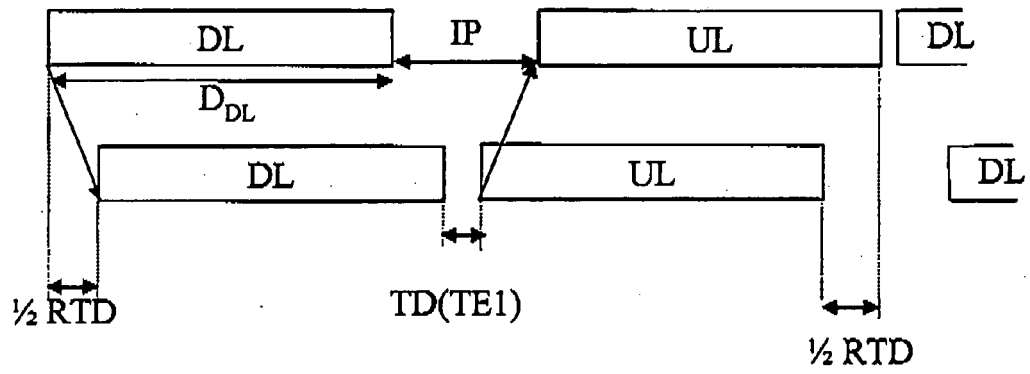 DL IP UL DL
D_DL
DL UL DL
½ RTD TD(TE1)
½ RTD